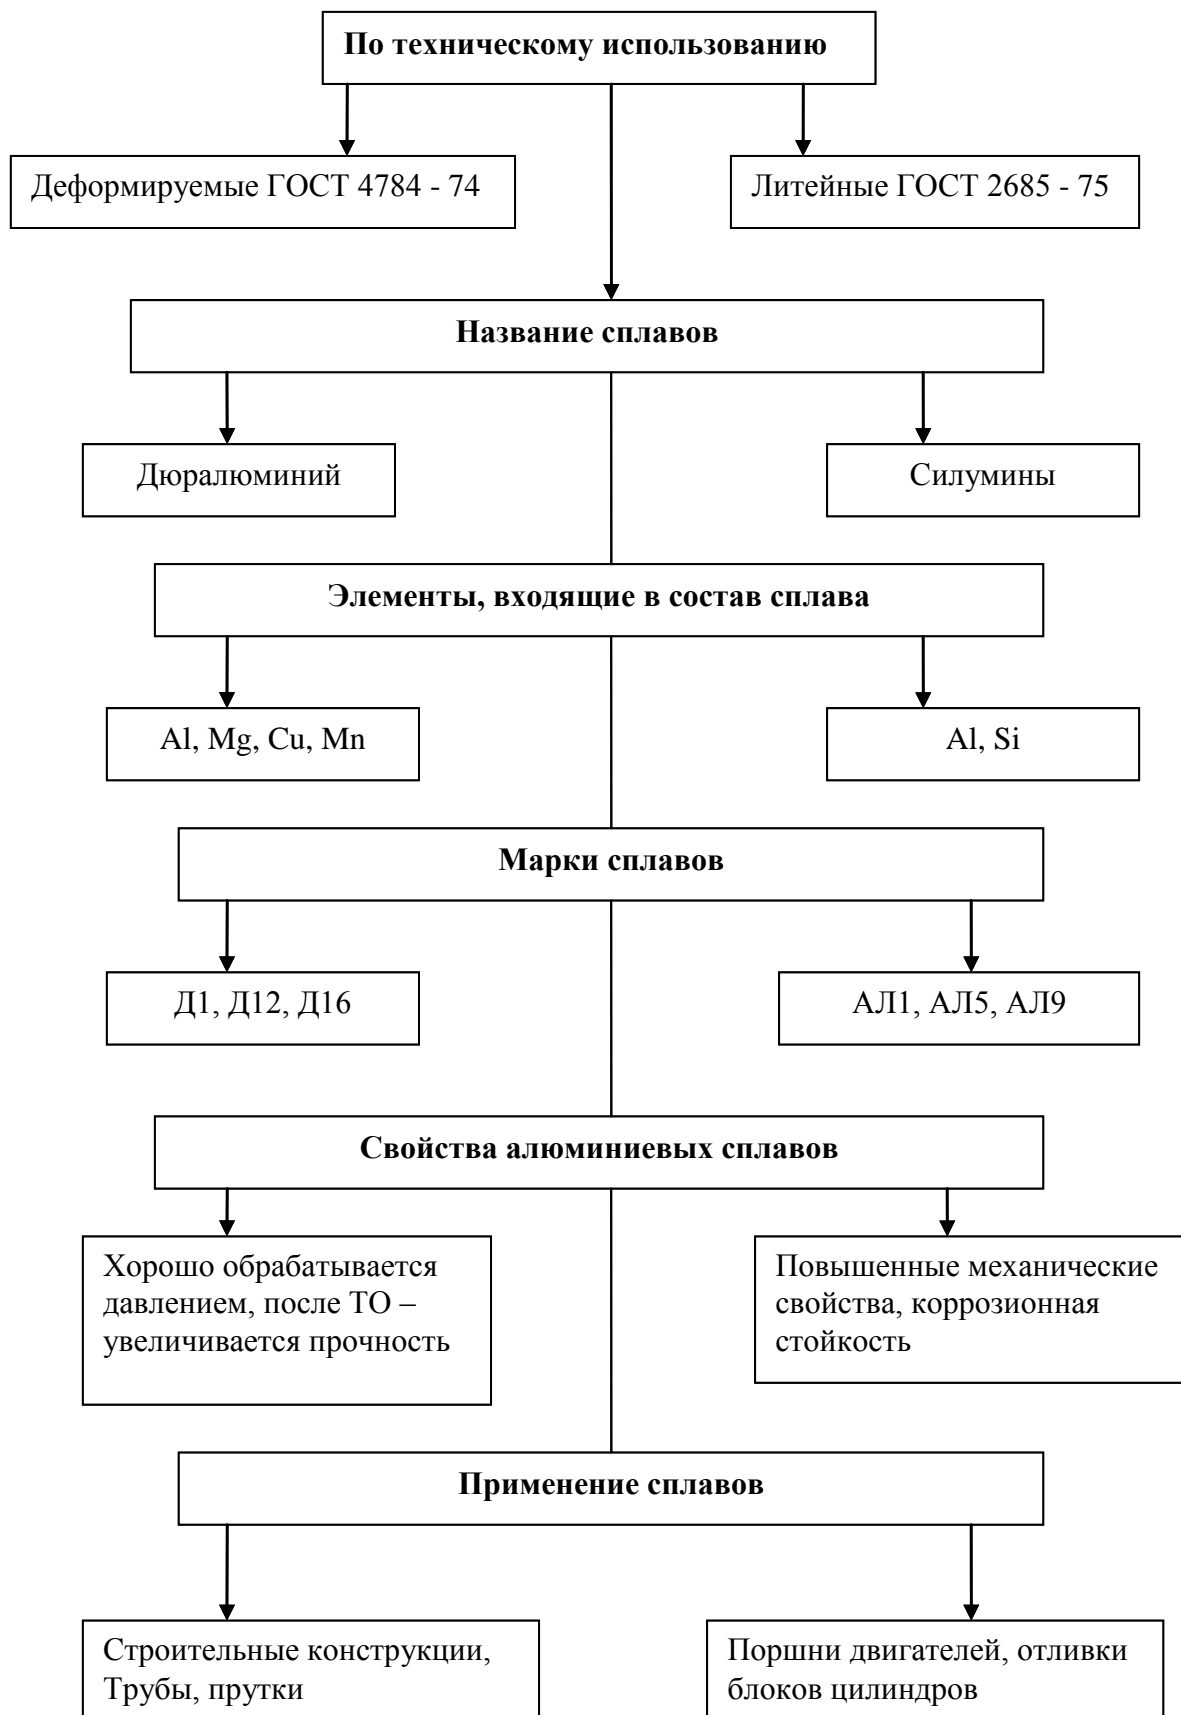 По техническому использованию
Деформируемые ГОСТ 4784 - 74
Литейные ГОСТ 2685 - 75
Название сплавов
Дюралюминий
Силумины
Элементы, входящие в состав сплава
Al, Mg, Cu, Mn
Al, Si
Марки сплавов
Д1, Д12, Д16
АЛ1, АЛ5, АЛ9
Свойства алюминиевых сплавов
Хорошо обрабатывается
давлением, после ТО –
увеличивается прочность
Повышенные механические
свойства, коррозионная
стойкость
Применение сплавов
Строительные конструкции,
Трубы, прутки
Поршни двигателей, отливки
блоков цилиндров